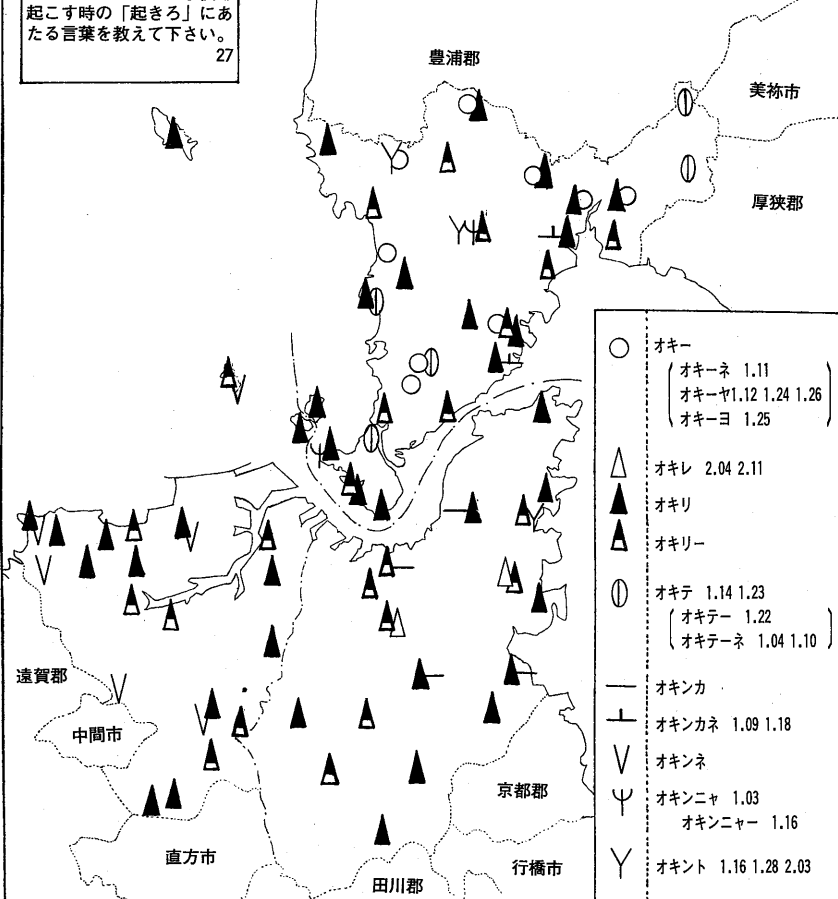 起こす時の「起きろ」にあ
たる言葉を教えて下さい。
27
豊浦郡
美祢市
厚狭郡
オキー
オキーネ 1.11
オキーヤ1.12 1.24 1.26
オキーヨ 1.25
オキレ 2.04 2.11
オキリ
オキリー
オキテ 1.14 1.23
オキテー 1.22
オキテーネ 1.04 1.10
オキンカ
オキンカネ 1.09 1.18
オキンネ
オキンニャ 1.03
オキンニャー 1.16
オキント 1.16 1.28 2.03
遠賀郡
中間市
直方市
田川郡
京都郡
行橋市